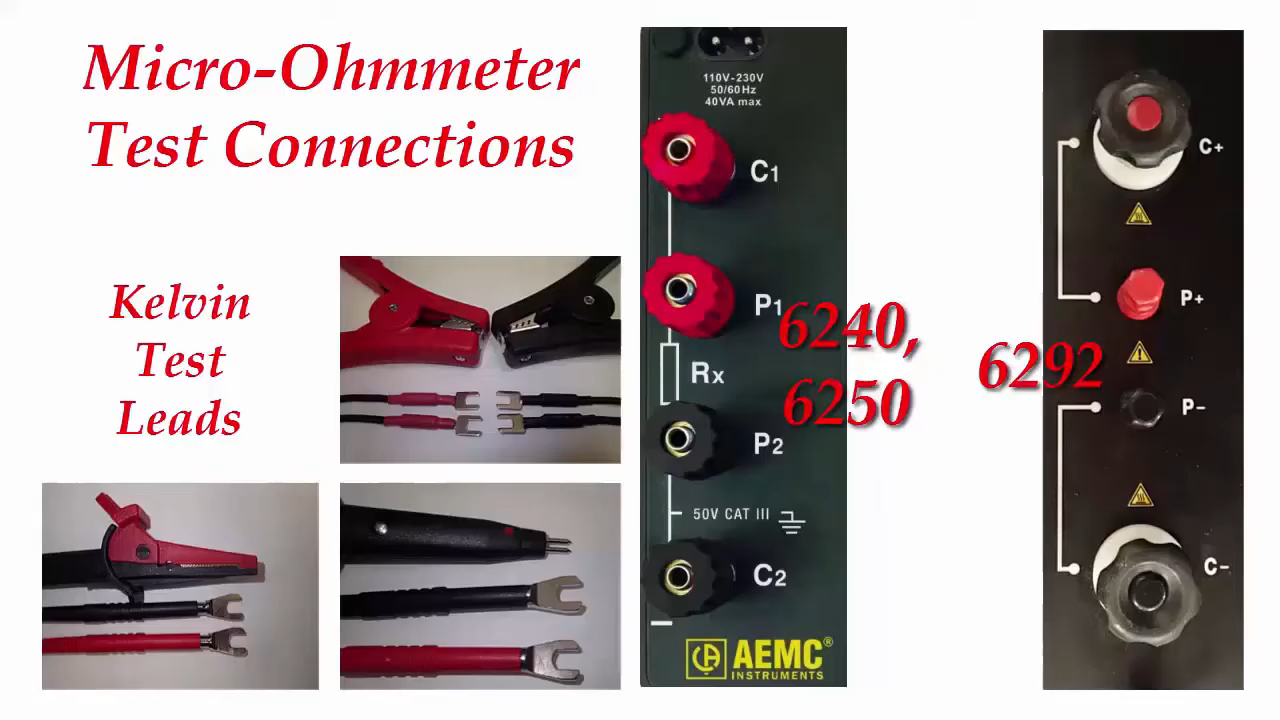 Micro-Ohmmeter
Test Connections
Kelvin
Test
Leads
110V-230V
50/60Hz
40VA max
C1
P1
Rx
P2
50V CAT III
C2
AEMC®
INSTRUMENTS
6240,
6250
6292
C+
P+
P-
C-